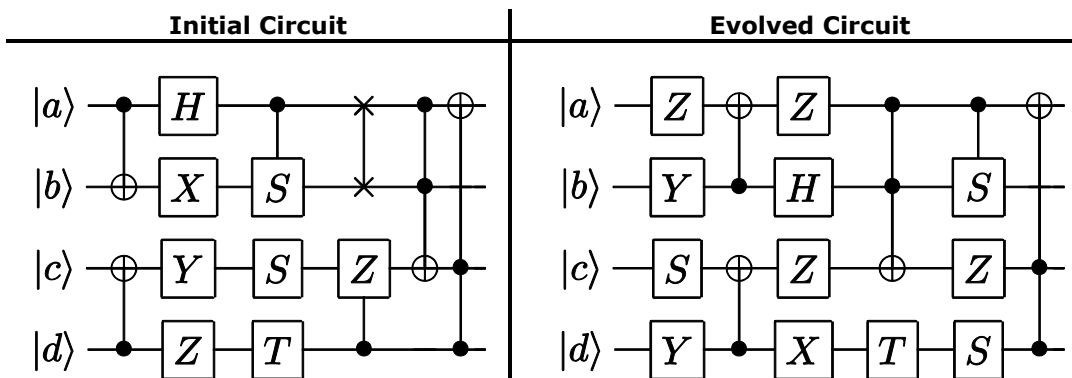 Initial Circuit Evolved Circuit
|a⟩ H |a⟩ Z Z
|b⟩ X S |b⟩ Y H S
|c⟩ Y S Z |c⟩ S Z Z
|d⟩ Z T |d⟩ Y X T S